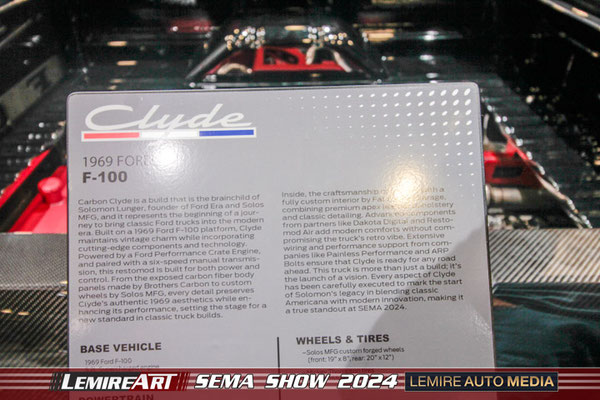 Clyde
1969 FORD
F-100
Carbon Clyde is a build that is the brainchild of
Solomon Lunger, founder of Ford Era and Solos
MFG, and it represents the beginning of a jour-
ney to bring classic Ford trucks into the modern
era. Built on a 1969 Ford F-100 platform, Clyde
maintains vintage charm while incorporating
cutting-edge components and technology.
Powered by a Ford Performance Crate Engine,
and paired with a six-speed manual transmis-
sion, this restomod is built for both power and
control. From the exposed carbon fiber body
panels made by Brothers Carbon to custom
wheels by Solos MFG, every detail preserves
Clyde's authentic 1969 aesthetics while en-
hancing its performance, setting the stage for a
new standard in classic truck builds.
BASE VEHICLE
1969 Ford F-100
Inside, the craftsmanship with a
fully custom interior by
combining premium apex
and classic detailing. Advanced components
from partners like Dakota Digital and Resto-
mod Air add modern comforts without com-
promising the truck's retro vibe. Extensive
wiring and performance support from com-
panies like Painless Performance and ARP
Bolts ensure that Clyde is ready for any road
ahead. This truck is more than just a build; it's
the launch of a vision. Every aspect of Clyde
has been carefully executed to mark the start
of Solomon's legacy in blending classic
Americana with modern innovation, making it
a true standout at SEMA 2024.
WHEELS & TIRES
~Solos MFG custom forged wheels
(front: 19" x 8", rear: 20" x 12")
LEMIREART SEMA SHOW 2024 LEMIRE AUTO MEDIA
POWERTRAIN